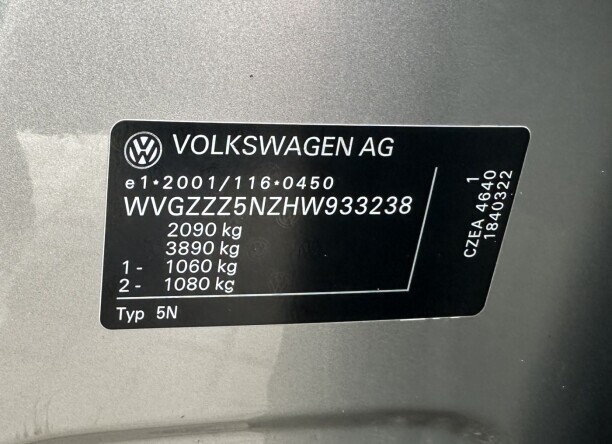 VOLKSWAGEN AG
e1*2001/116*0450
WVGZZZ5NZHW933238
2090 kg
3890 kg
1- 1060 kg
2- 1080 kg
Typ 5N
CZEA 4640 1
1840322